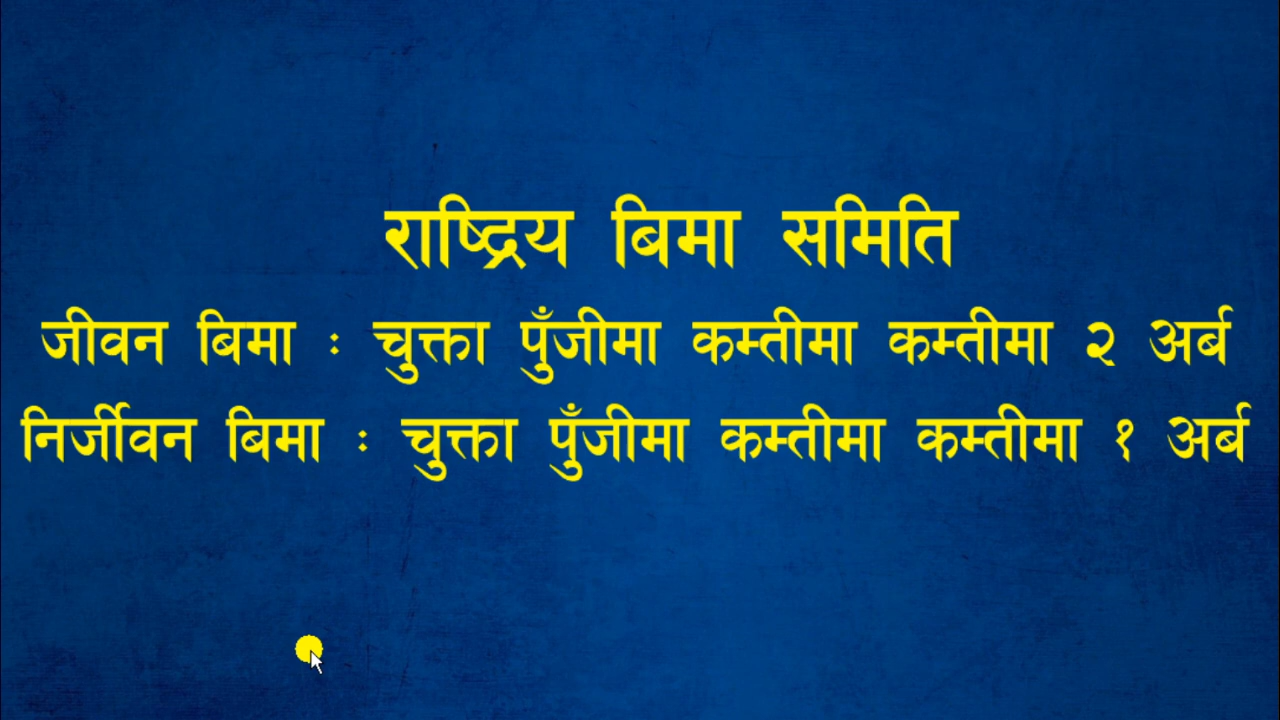 राष्ट्रिय बिमा समिति
जीवन बिमा : चुक्ता पुँजीमा कम्तीमा कम्तीमा २ अर्ब
निर्जीवन बिमा : चुक्ता पुँजीमा कम्तीमा कम्तीमा १ अर्ब